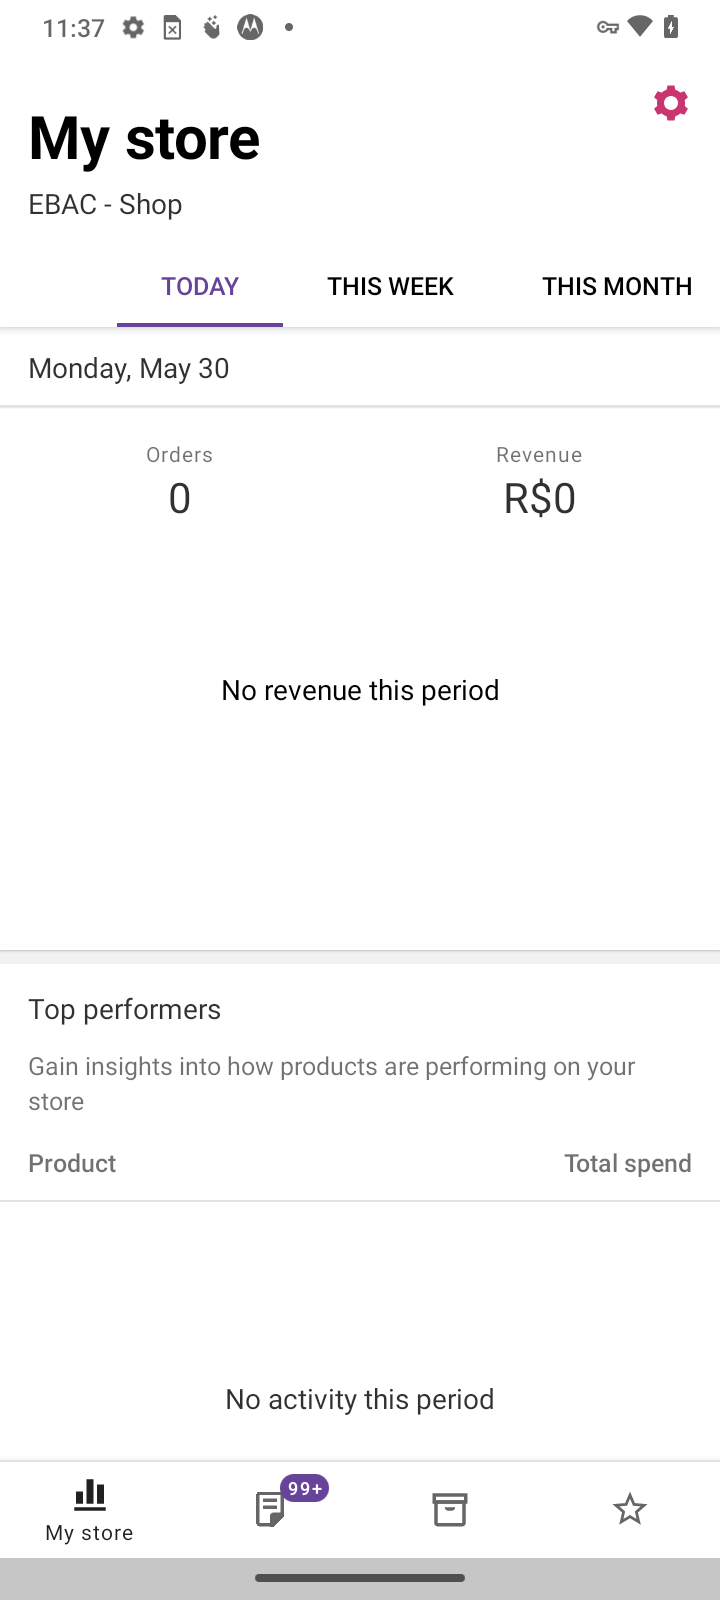 11:37
My store
EBAC - Shop
TODAY THIS WEEK THIS MONTH
Monday, May 30
Orders Revenue
0 R$0
No revenue this period
Top performers
Gain insights into how products are performing on your
store
Product Total spend
No activity this period
99+
My store